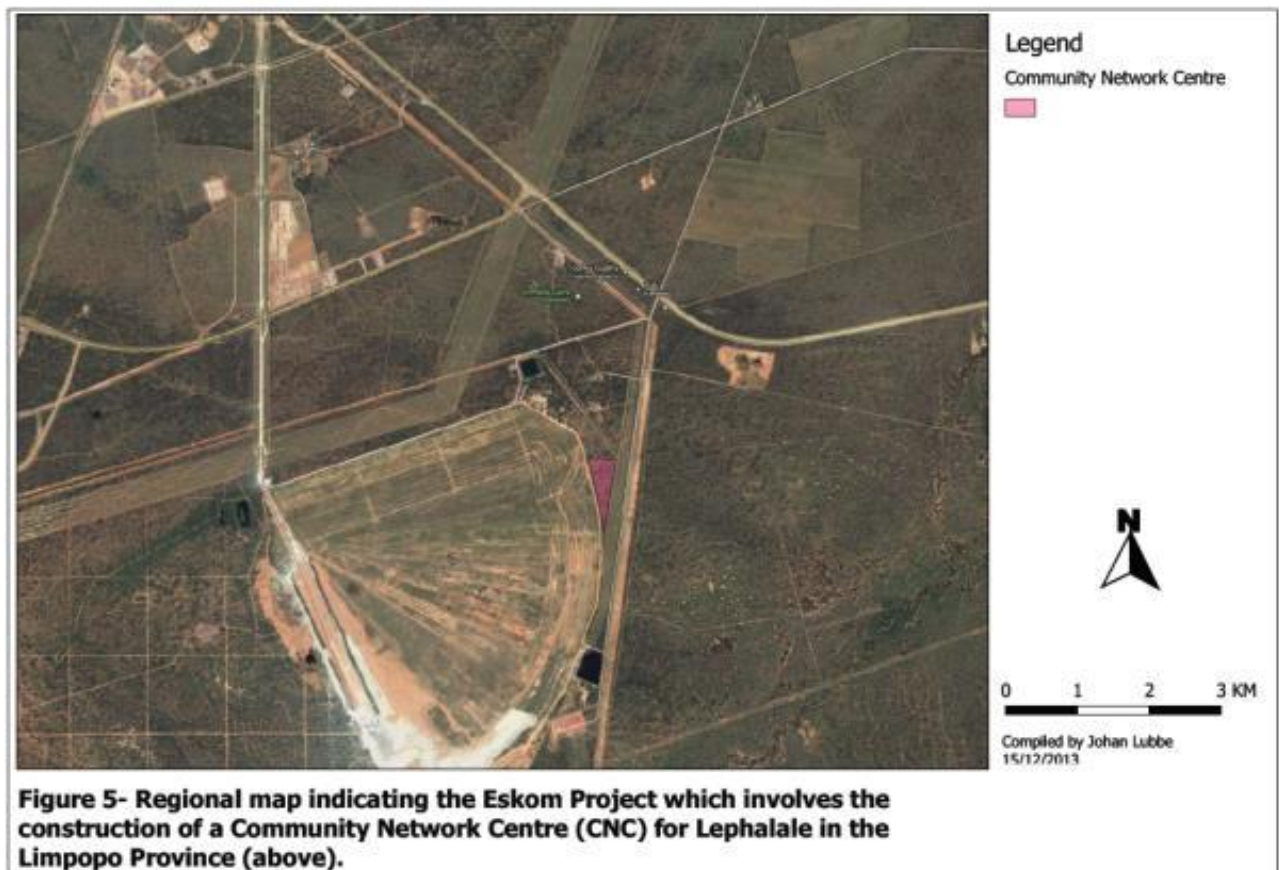 Legend
Community Network Centre
N
0 1 2 3 KM
Compiled by Johan Lubbe
15/12/2013
Figure 5- Regional map indicating the Eskom Project which involves the
construction of a Community Network Centre (CNC) for Lephalale in the
Limpopo Province (above).